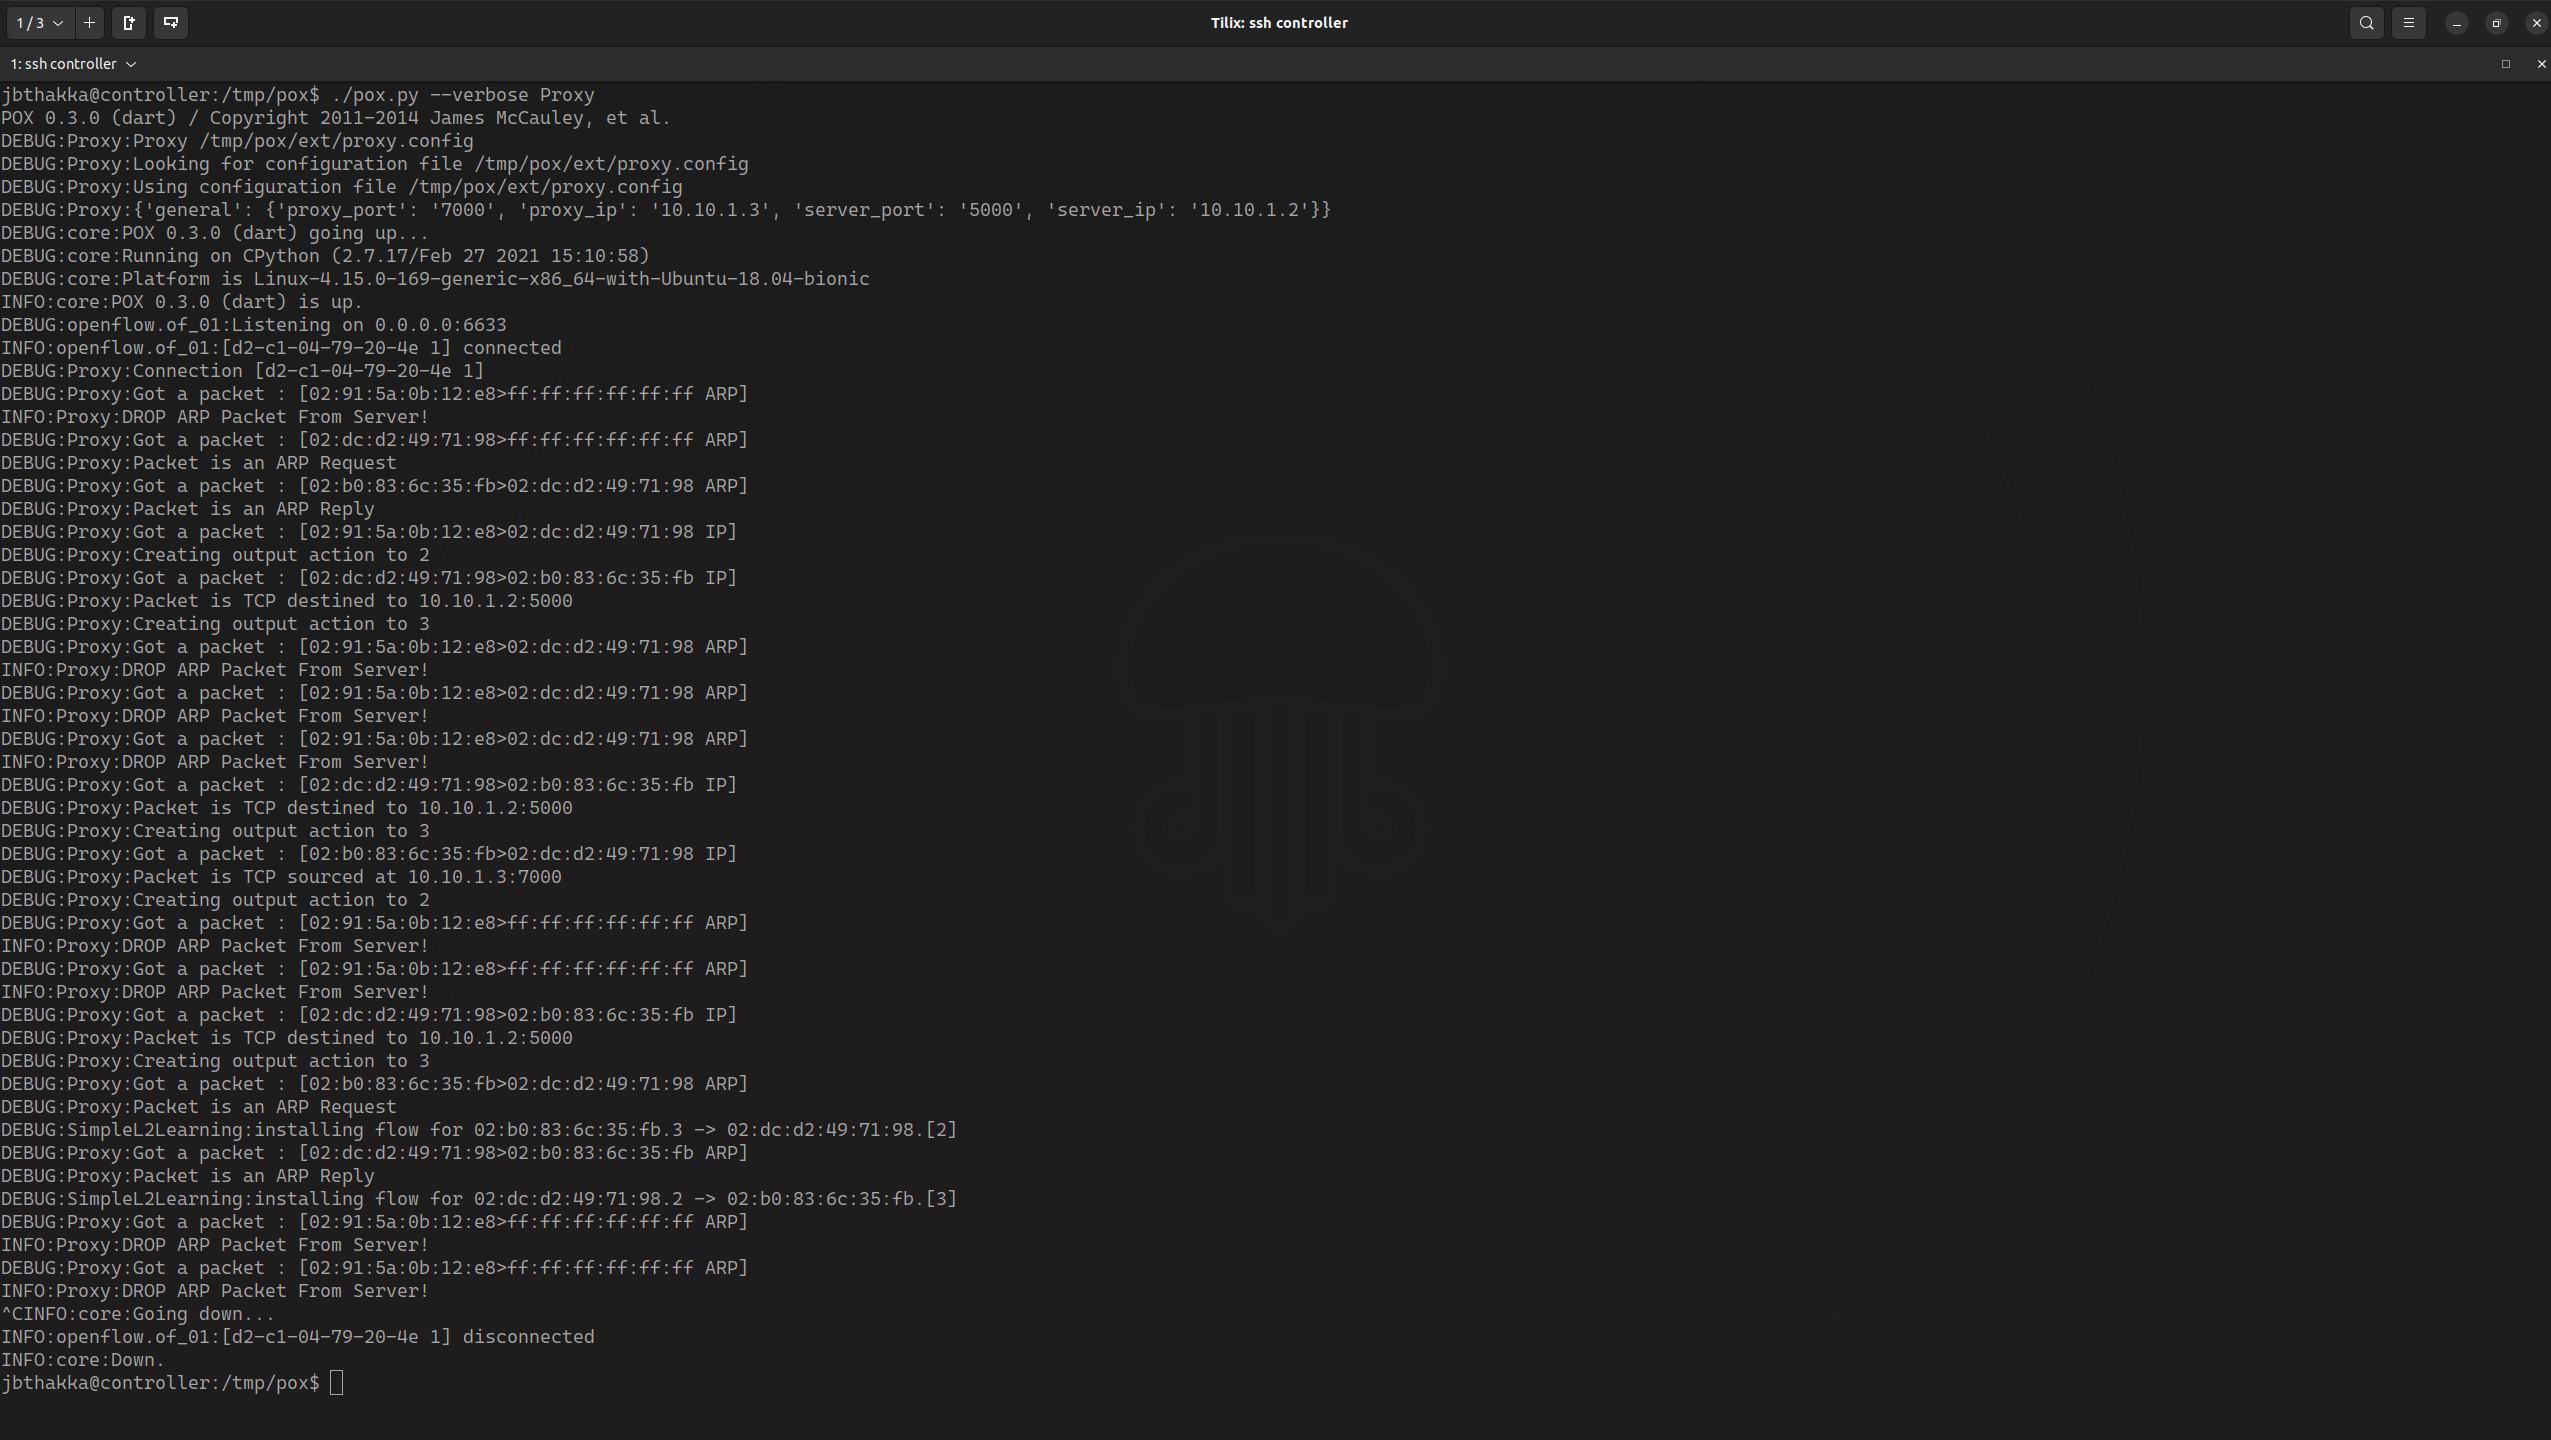 1 / 3
Tilix: ssh controller
1: ssh controller
jbthakka@controller:/tmp/pox$ ./pox.py --verbose Proxy
POX 0.3.0 (dart) / Copyright 2011-2014 James McCauley, et al.
DEBUG:Proxy:Proxy /tmp/pox/ext/proxy.config
DEBUG:Proxy:Looking for configuration file /tmp/pox/ext/proxy.config
DEBUG:Proxy:Using configuration file /tmp/pox/ext/proxy.config
DEBUG:Proxy:{'general': {'proxy_port': '7000', 'proxy_ip': '10.10.1.3', 'server_port': '5000', 'server_ip': '10.10.1.2'}}
DEBUG:core:POX 0.3.0 (dart) going up...
DEBUG:core:Running on CPython (2.7.17/Feb 27 2021 15:10:58)
DEBUG:core:Platform is Linux-4.15.0-169-generic-x86_64-with-Ubuntu-18.04-bionic
INFO:core:POX 0.3.0 (dart) is up.
DEBUG:openflow.of_01:Listening on 0.0.0.0:6633
INFO:openflow.of_01:[d2-c1-04-79-20-4e 1] connected
DEBUG:Proxy:Connection [d2-c1-04-79-20-4e 1]
DEBUG:Proxy:Got a packet : [02:91:5a:0b:12:e8>ff:ff:ff:ff:ff:ff ARP]
INFO:Proxy:DROP ARP Packet From Server!
DEBUG:Proxy:Got a packet : [02:dc:d2:49:71:98>ff:ff:ff:ff:ff:ff ARP]
DEBUG:Proxy:Packet is an ARP Request
DEBUG:Proxy:Got a packet : [02:b0:83:6c:35:fb>02:dc:d2:49:71:98 ARP]
DEBUG:Proxy:Packet is an ARP Reply
DEBUG:Proxy:Got a packet : [02:91:5a:0b:12:e8>02:dc:d2:49:71:98 IP]
DEBUG:Proxy:Creating output action to 2
DEBUG:Proxy:Got a packet : [02:dc:d2:49:71:98>02:b0:83:6c:35:fb IP]
DEBUG:Proxy:Packet is TCP destined to 10.10.1.2:5000
DEBUG:Proxy:Creating output action to 3
DEBUG:Proxy:Got a packet : [02:91:5a:0b:12:e8>02:dc:d2:49:71:98 ARP]
INFO:Proxy:DROP ARP Packet From Server!
DEBUG:Proxy:Got a packet : [02:91:5a:0b:12:e8>02:dc:d2:49:71:98 ARP]
INFO:Proxy:DROP ARP Packet From Server!
DEBUG:Proxy:Got a packet : [02:91:5a:0b:12:e8>02:dc:d2:49:71:98 ARP]
INFO:Proxy:DROP ARP Packet From Server!
DEBUG:Proxy:Got a packet : [02:dc:d2:49:71:98>02:b0:83:6c:35:fb IP]
DEBUG:Proxy:Packet is TCP destined to 10.10.1.2:5000
DEBUG:Proxy:Creating output action to 3
DEBUG:Proxy:Got a packet : [02:b0:83:6c:35:fb>02:dc:d2:49:71:98 IP]
DEBUG:Proxy:Packet is TCP sourced at 10.10.1.3:7000
DEBUG:Proxy:Creating output action to 2
DEBUG:Proxy:Got a packet : [02:91:5a:0b:12:e8>ff:ff:ff:ff:ff:ff ARP]
INFO:Proxy:DROP ARP Packet From Server!
DEBUG:Proxy:Got a packet : [02:91:5a:0b:12:e8>ff:ff:ff:ff:ff:ff ARP]
INFO:Proxy:DROP ARP Packet From Server!
DEBUG:Proxy:Got a packet : [02:dc:d2:49:71:98>02:b0:83:6c:35:fb IP]
DEBUG:Proxy:Packet is TCP destined to 10.10.1.2:5000
DEBUG:Proxy:Creating output action to 3
DEBUG:Proxy:Got a packet : [02:b0:83:6c:35:fb>02:dc:d2:49:71:98 ARP]
DEBUG:Proxy:Packet is an ARP Request
DEBUG:SimpleL2Learning:installing flow for 02:b0:83:6c:35:fb.3 -> 02:dc:d2:49:71:98.[2]
DEBUG:Proxy:Got a packet : [02:dc:d2:49:71:98>02:b0:83:6c:35:fb ARP]
DEBUG:Proxy:Packet is an ARP Reply
DEBUG:SimpleL2Learning:installing flow for 02:dc:d2:49:71:98.2 -> 02:b0:83:6c:35:fb.[3]
DEBUG:Proxy:Got a packet : [02:91:5a:0b:12:e8>ff:ff:ff:ff:ff:ff ARP]
INFO:Proxy:DROP ARP Packet From Server!
DEBUG:Proxy:Got a packet : [02:91:5a:0b:12:e8>ff:ff:ff:ff:ff:ff ARP]
INFO:Proxy:DROP ARP Packet From Server!
^CINFO:core:Going down...
INFO:openflow.of_01:[d2-c1-04-79-20-4e 1] disconnected
INFO:core:Down.
jbthakka@controller:/tmp/pox$